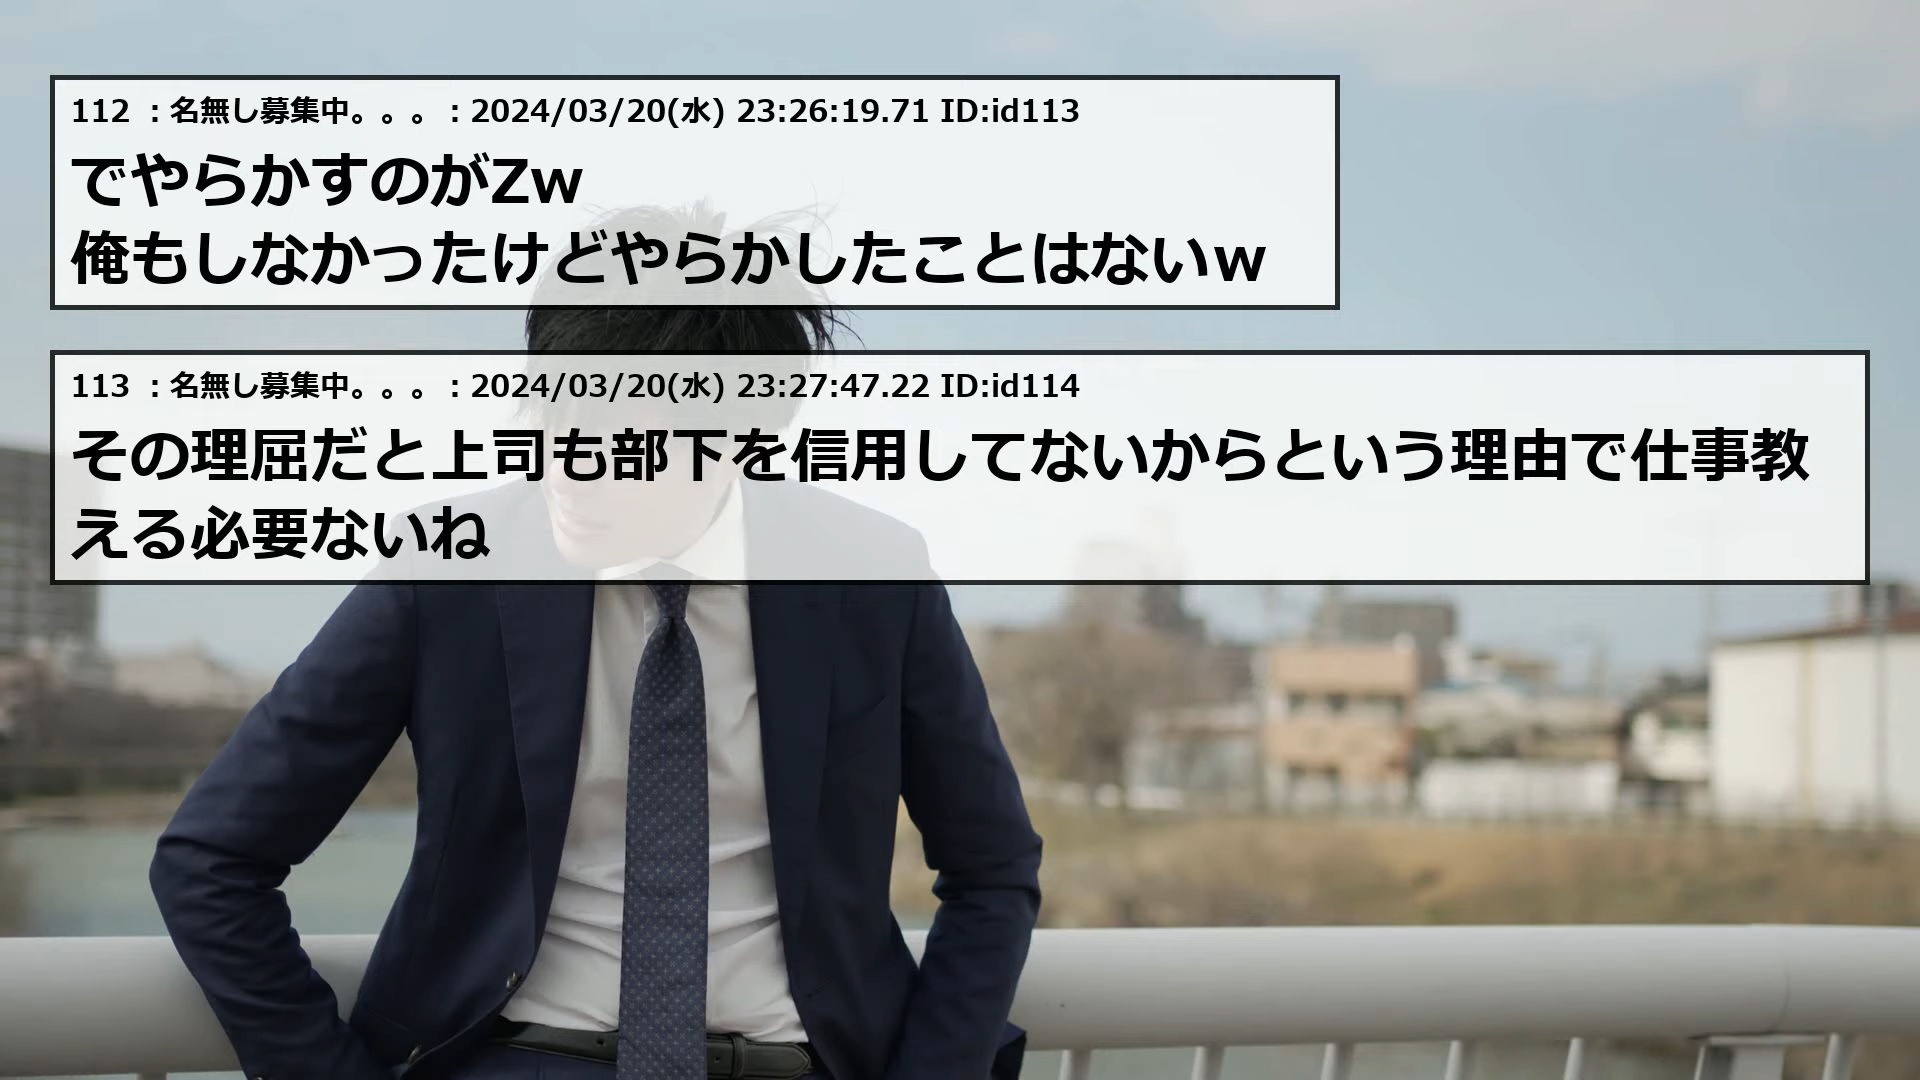 112 ：名無し募集中。。。：2024/03/20(水) 23:26:19.71 ID:id113
でやらかすのがZw
俺もしなかったけどやらかしたことはないｗ
113 ：名無し募集中。。。：2024/03/20(水) 23:27:47.22 ID:id114
その理屈だと上司も部下を信用してないからという理由で仕事教
える必要ないね